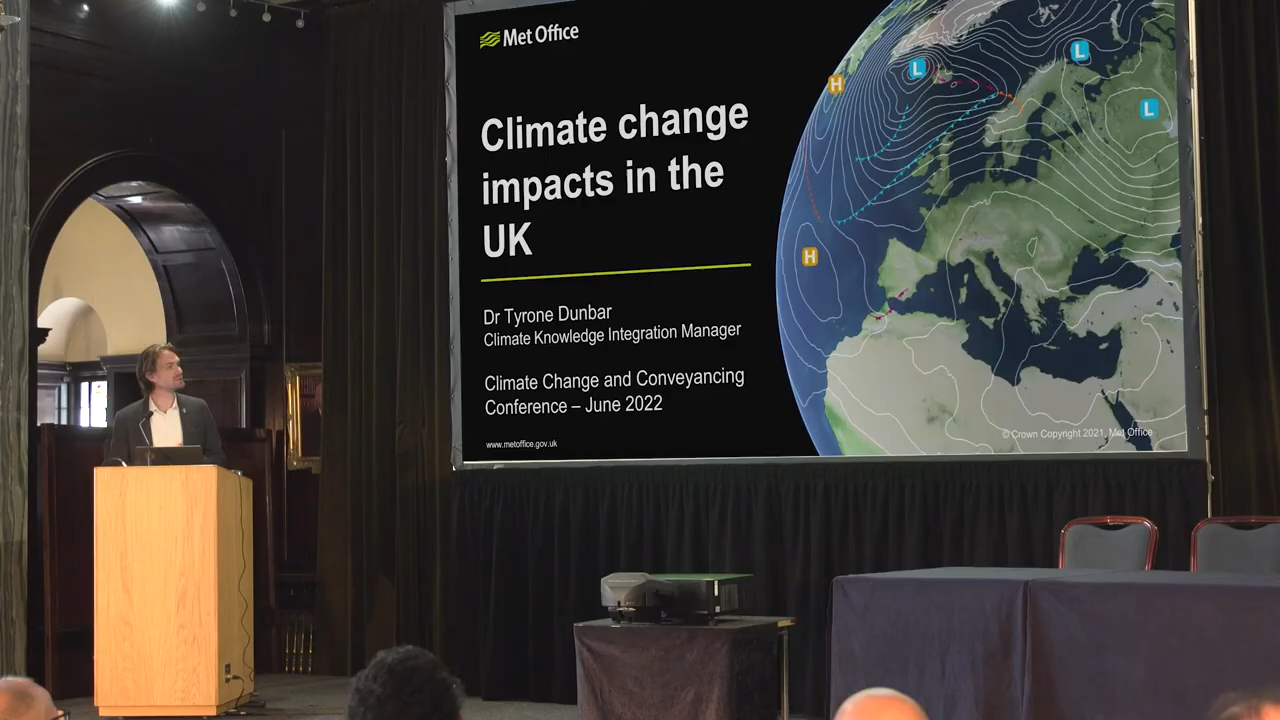 Met Office
Climate change
impacts in the
UK
Dr Tyrone Dunbar
Climate Knowledge Integration Manager
Climate Change and Conveyancing
Conference – June 2022
www.metoffice.gov.uk
H
L
L
L
H
© Crown Copyright 2021, Met Office